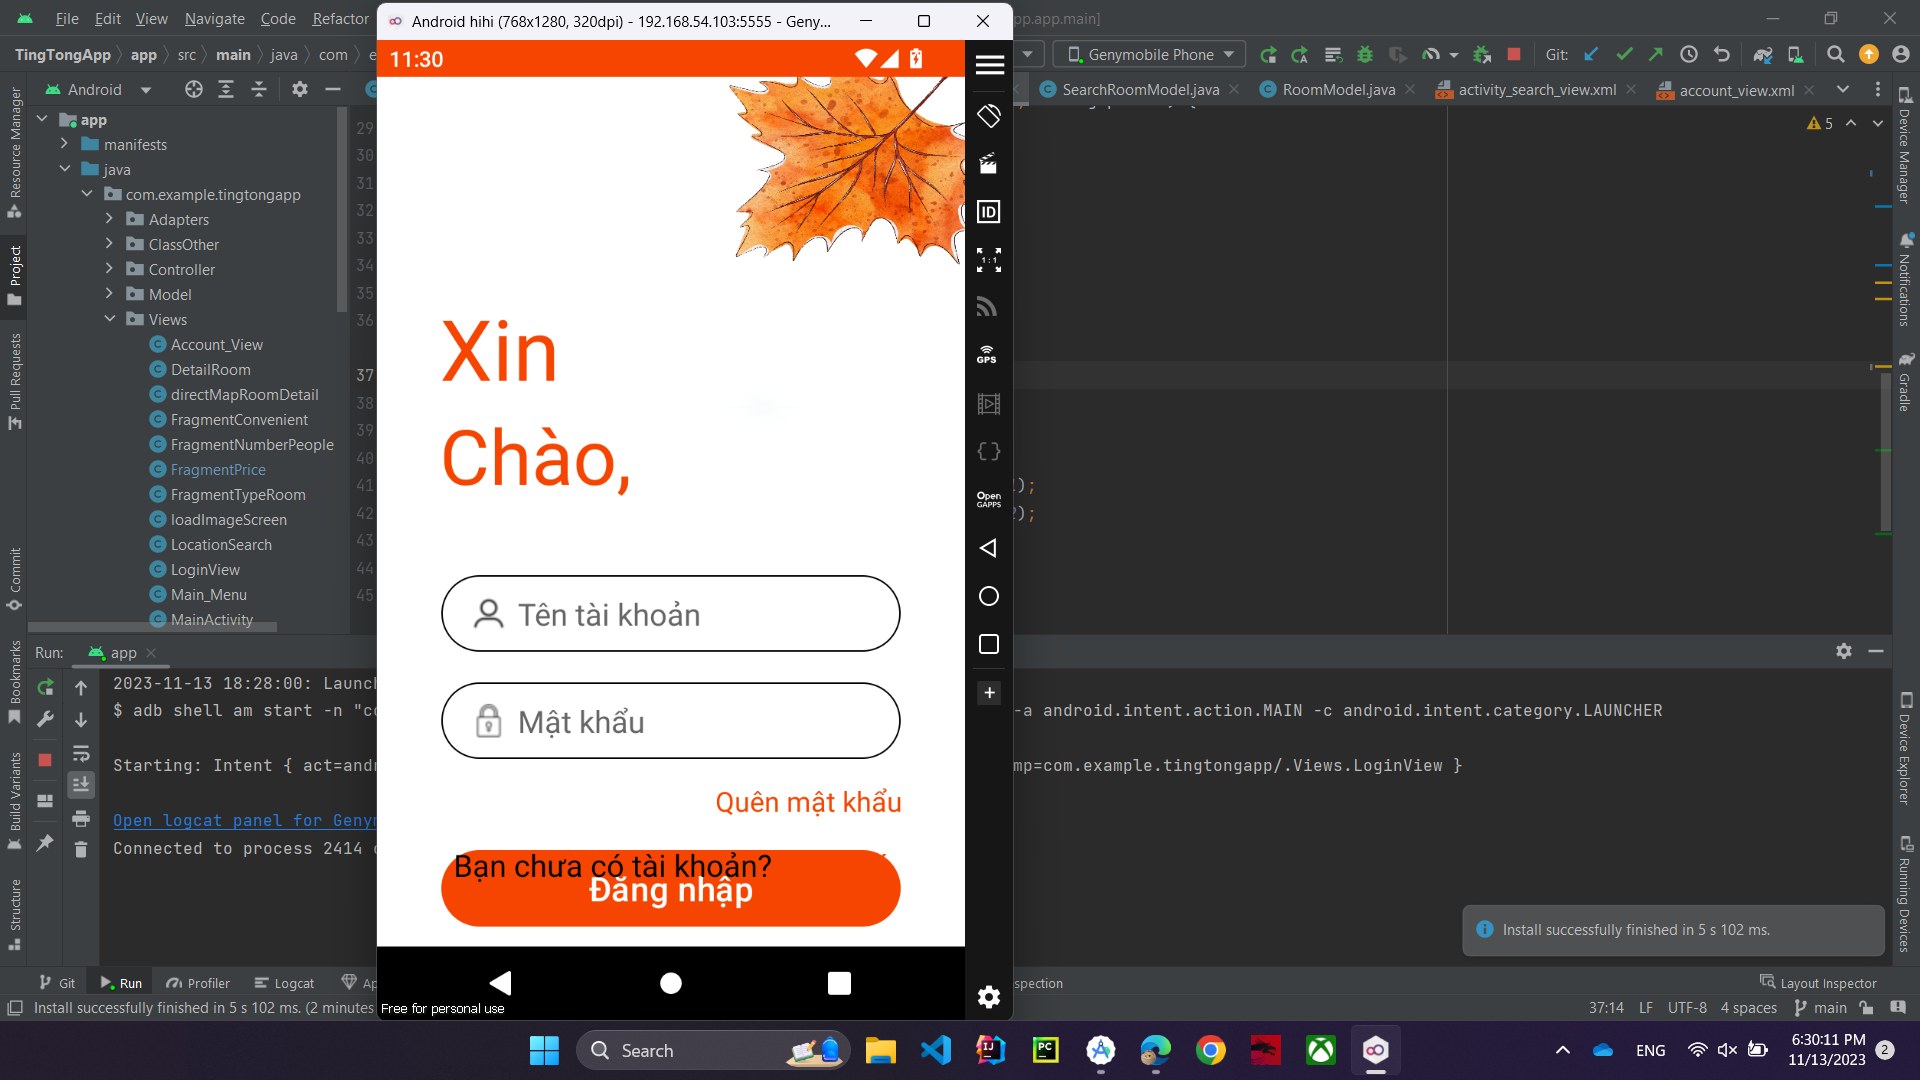 File Edit View Navigate Code Refactor
Android hihi (768x1280, 320dpi) - 192.168.54.103:5555 - Geny...
pp.app.main]
TingTongApp app src main java com e
Genymobile Phone
Git:
Android
SearchRoomModel.java
RoomModel.java
activity_search_view.xml
account_view.xml
5
Resource Manager
Project
Pull Requests
Commit
Bookmarks
Build Variants
Structure
app
manifests
java
com.example.tingtongapp
Adapters
ClassOther
Controller
Model
Views
Account_View
DetailRoom
directMapRoomDetail
FragmentConvenient
FragmentNumberPeople
FragmentPrice
FragmentTypeRoom
loadImageScreen
LocationSearch
LoginView
Main_Menu
MainActivity
29
30
31
32
33
34
35
36
37
38
39
40
41
42
43
44
45
);
);
11:30
Xin
Chào,
Tên tài khoản
Mật khẩu
Quên mật khẩu
Bạn chưa có tài khoản?
Đăng nhập
Free for personal use
ID
1:1
GPS
Open
GAPPS
Device Manager
Notifications
Gradle
Device Explorer
Running Devices
Run: app
2023-11-13 18:28:00: Launch
$ adb shell am start -n "co
-a android.intent.action.MAIN -c android.intent.category.LAUNCHER
Starting: Intent { act=andr
mp=com.example.tingtongapp/.Views.LoginView }
Open logcat panel for Genym
Connected to process 2414
Install successfully finished in 5 s 102 ms.
Git Run Profiler Logcat Ap
spection
Layout Inspector
Install successfully finished in 5 s 102 ms. (2 minutes
37:14 LF UTF-8 4 spaces main
Search
ENG
6:30:11 PM
11/13/2023
2